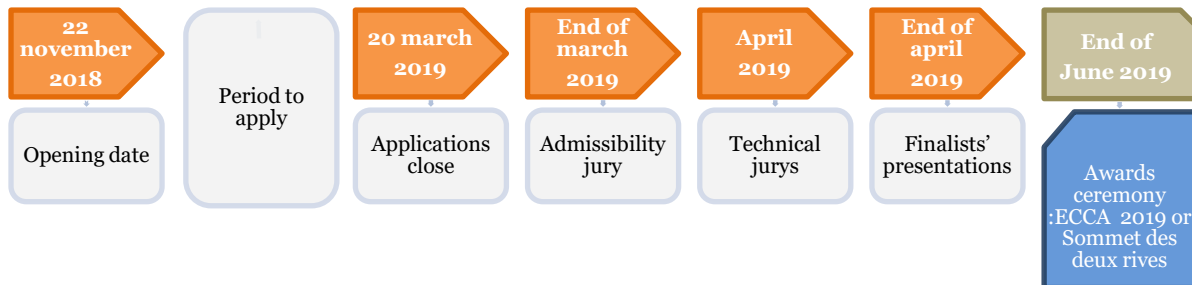 22
november
2018
Opening date
Period to
apply
20 march
2019
Applications
close
End of
march
2019
Admissibility
jury
April
2019
Technical
jurys
End of
april
2019
Finalists’
presentations
End of
June 2019
Awards
ceremony
:ECCA 2019 or
Sommet des
deux rives